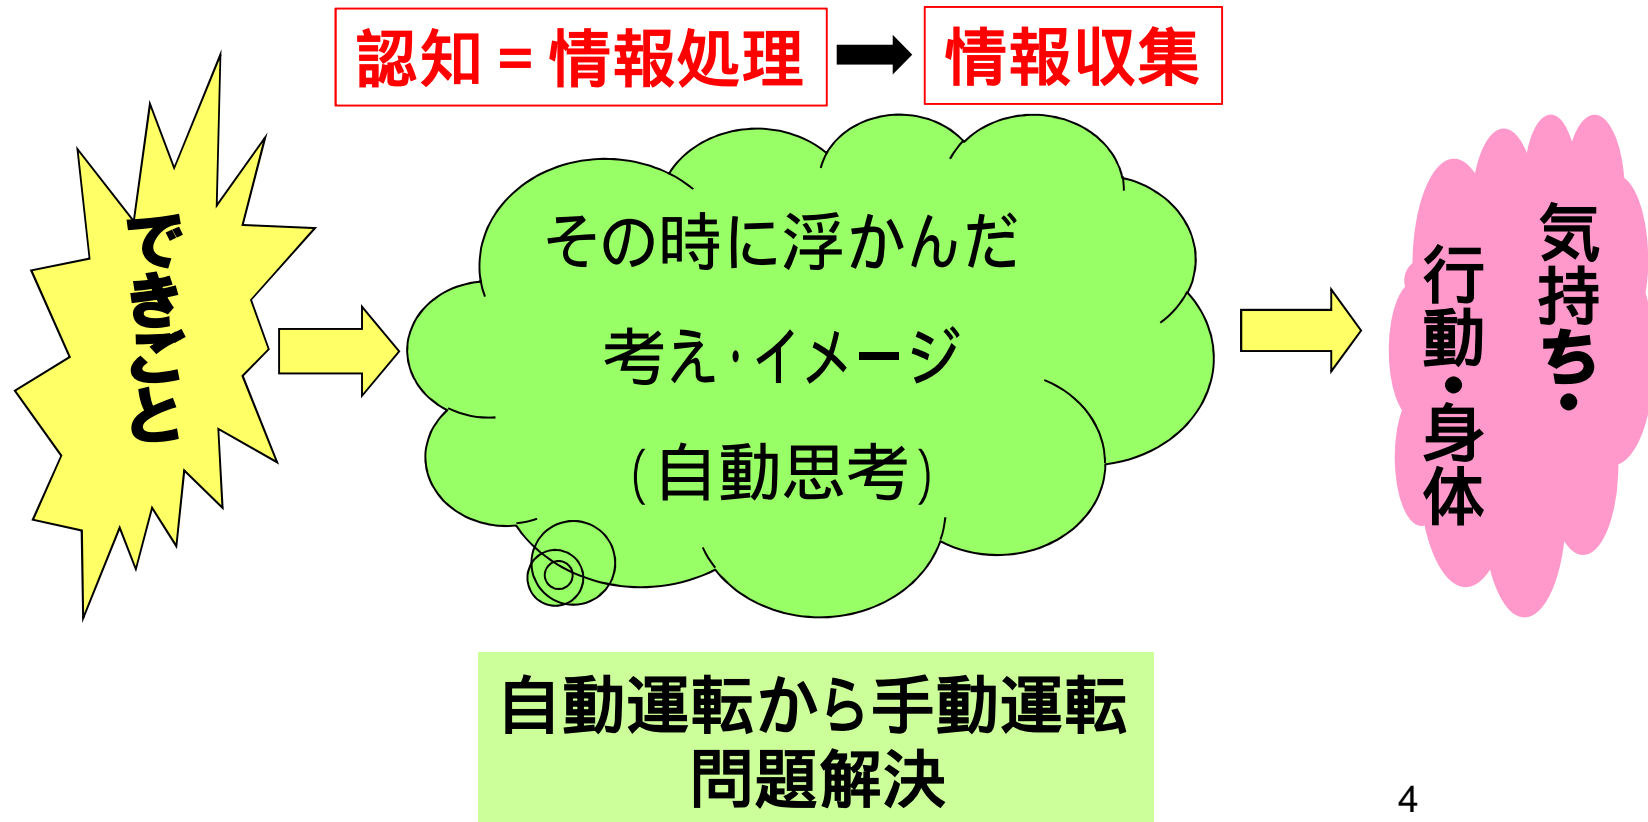 認知 = 情報処理
情報収集
できごと
その時に浮かんだ
考え・イメージ
(自動思考)
気持ち・
行動・身体
自動運転から手動運転
問題解決
4